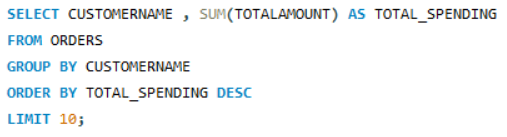 SELECT CUSTOMERNAME , SUM(TOTALAMOUNT) AS TOTAL_SPENDING
FROM ORDERS
GROUP BY CUSTOMERNAME
ORDER BY TOTAL_SPENDING DESC
LIMIT 10;